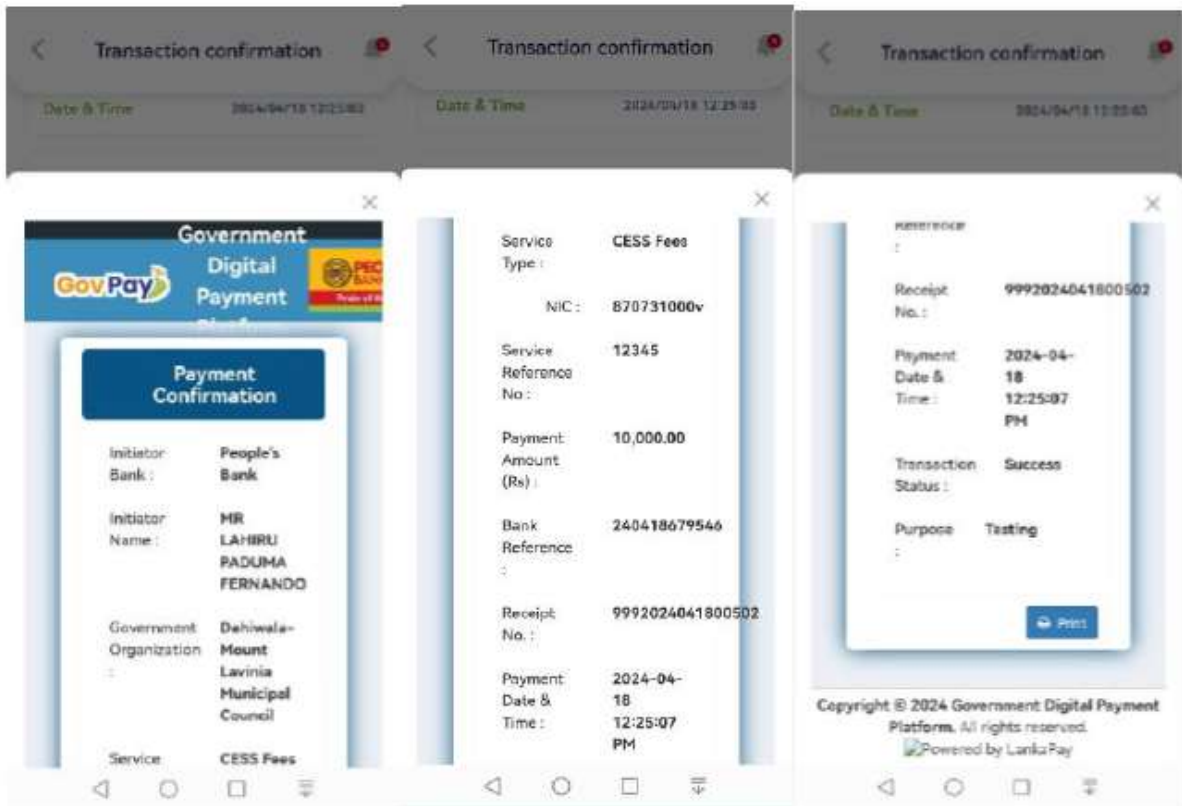 Transaction confirmation
Date & Time
Government
Digital
Payment
GovPay
Payment
Confirmation
Initiator
Bank :
People's
Bank
Initiator
Name :
MR
LAHIRU
PADUMA
FERNANDO
Government
Organization
:
Dehiwala-
Mount
Lavinia
Municipal
Council
Service
CESS Fees
Transaction confirmation
Date & Time
2024/04/18
Service
Type :
CESS Fees
NIC :
870731000v
Service
Reference
No :
12345
Payment
Amount
(Rs) :
10,000.00
Bank
Reference
:
240418679546
Receipt
No. :
9992024041800502
Payment
Date &
Time :
2024-04-
18
12:25:07
PM
Transaction confirmation
Date & Time
Reference
:
Receipt
No. :
9992024041800502
Payment
Date &
Time :
2024-04-
18
12:25:07
PM
Transaction
Status :
Success
Purpose
:
Testing
Print
Copyright © 2024 Government Digital Payment
Platform. All rights reserved.
Powered by LankaPay